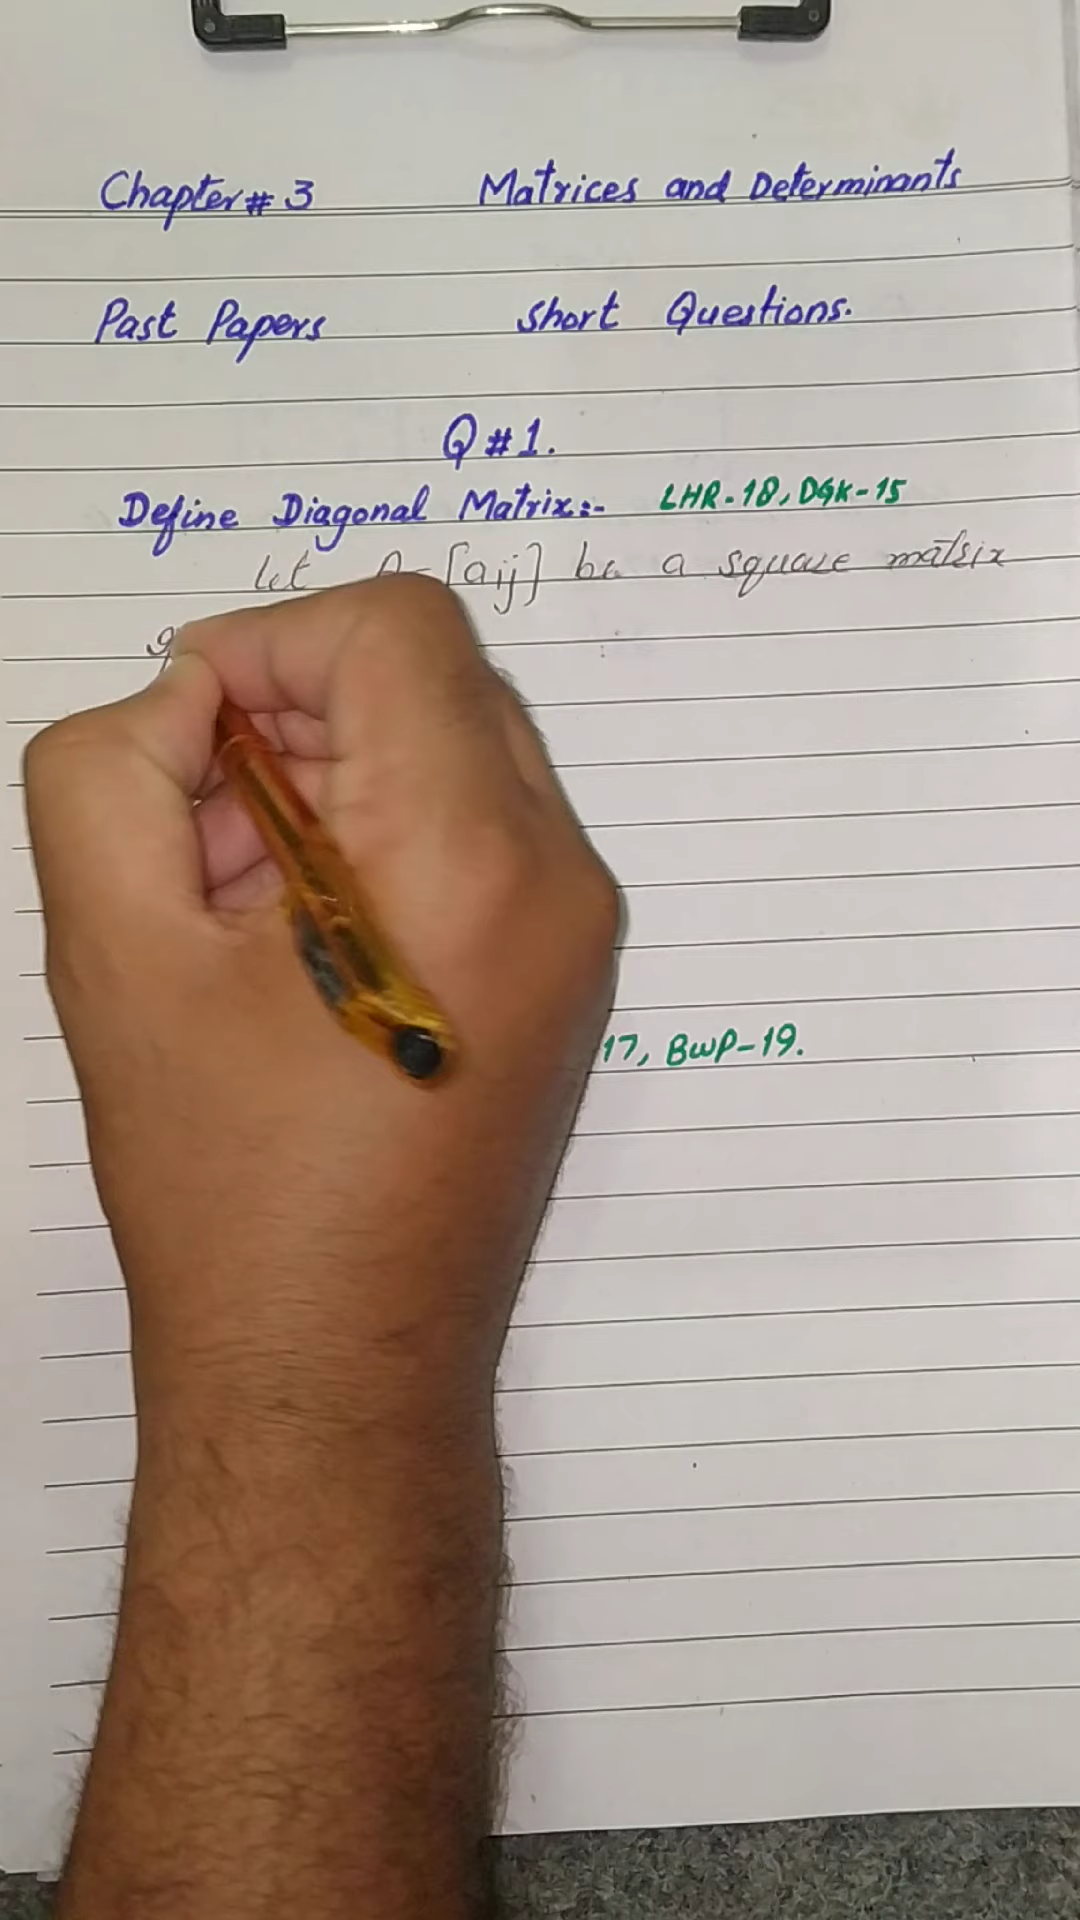 Chapter # 3 Matrices and Determinants
Past Papers Short Questions.
Q # 1.
Define Diagonal Matrix:- LHR-18, DGK-15
Let A = [aij] be a square matrix
17, BWP-19.